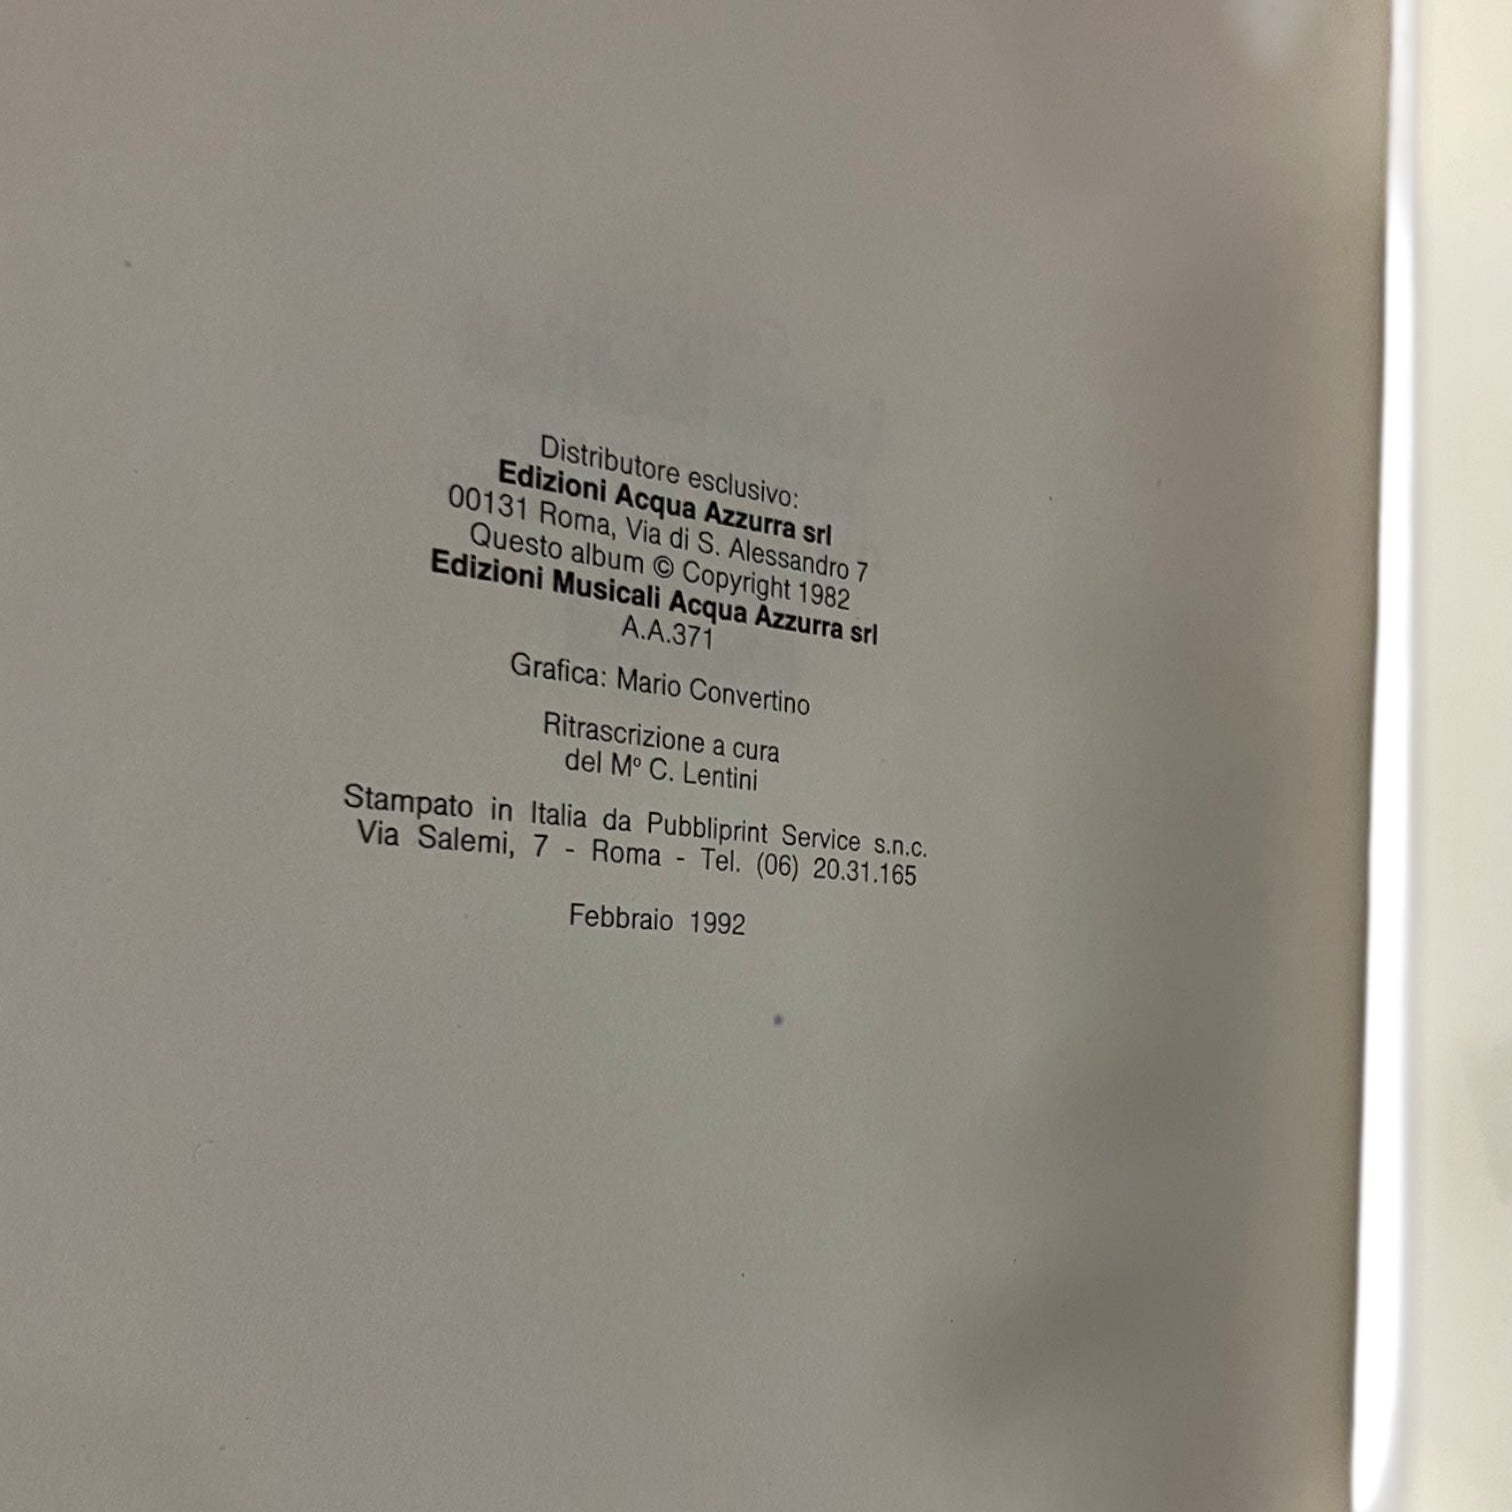 Distributore esclusivo:
Edizioni Acqua Azzurra srl
00131 Roma, Via di S. Alessandro 7
Questo album © Copyright 1982
Edizioni Musicali Acqua Azzurra srl
A.A.371
Grafica: Mario Convertino
Ritrascrizione a cura
del Mº C. Lentini
Stampato in Italia da Pubbliprint Service s.n.c.
Via Salemi, 7 - Roma - Tel. (06) 20.31.165
Febbraio 1992